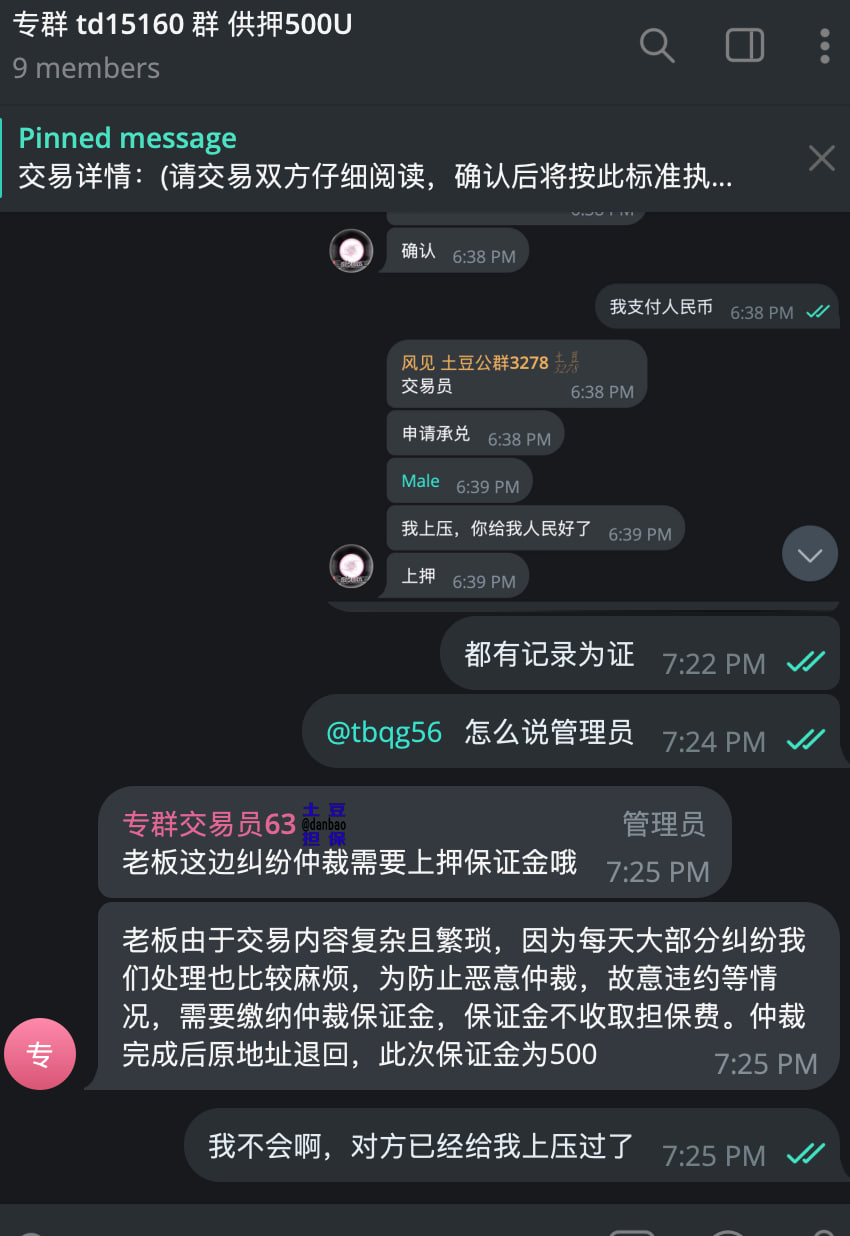 专群 td15160 群 供押500U
9 members
Pinned message
交易详情：(请交易双方仔细阅读，确认后将按此标准执...
确认 6:38 PM
我支付人民币 6:38 PM
风见 土豆公群3278 土豆 3278
交易员 6:38 PM
申请承兑 6:38 PM
Male 6:39 PM
我上压，你给我人民好了 6:39 PM
上押 6:39 PM
都有记录为证 7:22 PM
@tbqg56 怎么说管理员 7:24 PM
专群交易员63 土豆 @danbao 担保 管理员
老板这边纠纷仲裁需要上押保证金哦 7:25 PM
老板由于交易内容复杂且繁琐，因为每天大部分纠纷我
们处理也比较麻烦，为防止恶意仲裁，故意违约等情
况，需要缴纳仲裁保证金，保证金不收取担保费。仲裁
完成后原地址退回，此次保证金为500 7:25 PM
专
我不会啊，对方已经给我上压过了 7:25 PM